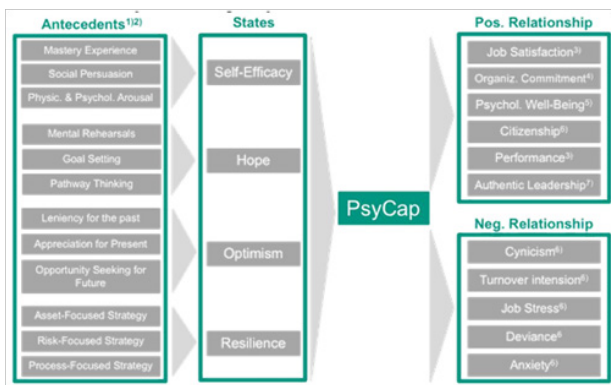 Antecedents¹⁾²⁾
Mastery Experience
Social Persuasion
Physic. & Psychol. Arousal
Mental Rehearsals
Goal Setting
Pathway Thinking
Leniency for the past
Appreciation for Present
Opportunity Seeking for
Future
Asset-Focused Strategy
Risk-Focused Strategy
Process-Focused Strategy
States
Self-Efficacy
Hope
Optimism
Resilience
PsyCap
Pos. Relationship
Job Satisfaction³⁾
Organiz. Commitment⁴⁾
Psychol. Well-Being⁵⁾
Citizenship⁶⁾
Performance³⁾
Authentic Leadership⁷⁾
Neg. Relationship
Cynicism⁶⁾
Turnover intension⁶⁾
Job Stress⁶⁾
Deviance⁶
Anxiety⁶⁾